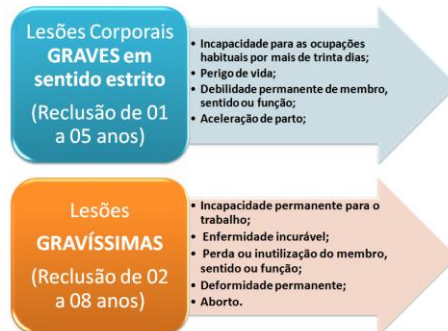 Lesões Corporais
GRAVES em
sentido estrito
(Reclusão de 01
a 05 anos)
• Incapacidade para as ocupações
habituais por mais de trinta dias;
• Perigo de vida;
• Debilidade permanente de membro,
sentido ou função;
• Aceleração de parto;
Lesões
GRAVÍSSIMAS
(Reclusão de 02
a 08 anos)
• Incapacidade permanente para o
trabalho;
• Enfermidade incurável;
• Perda ou inutilização do membro,
sentido ou função;
• Deformidade permanente;
• Aborto.